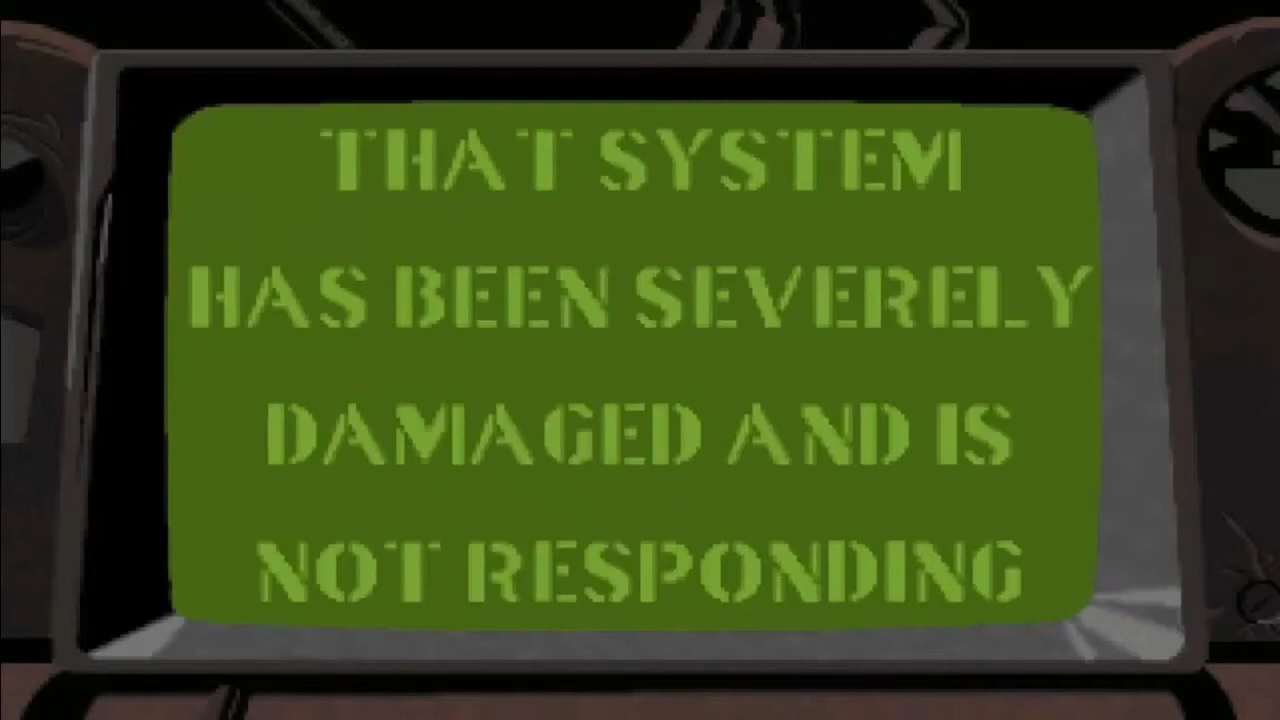 THAT SYSTEM
HAS BEEN SEVERELY
DAMAGED AND IS
NOT RESPONDING